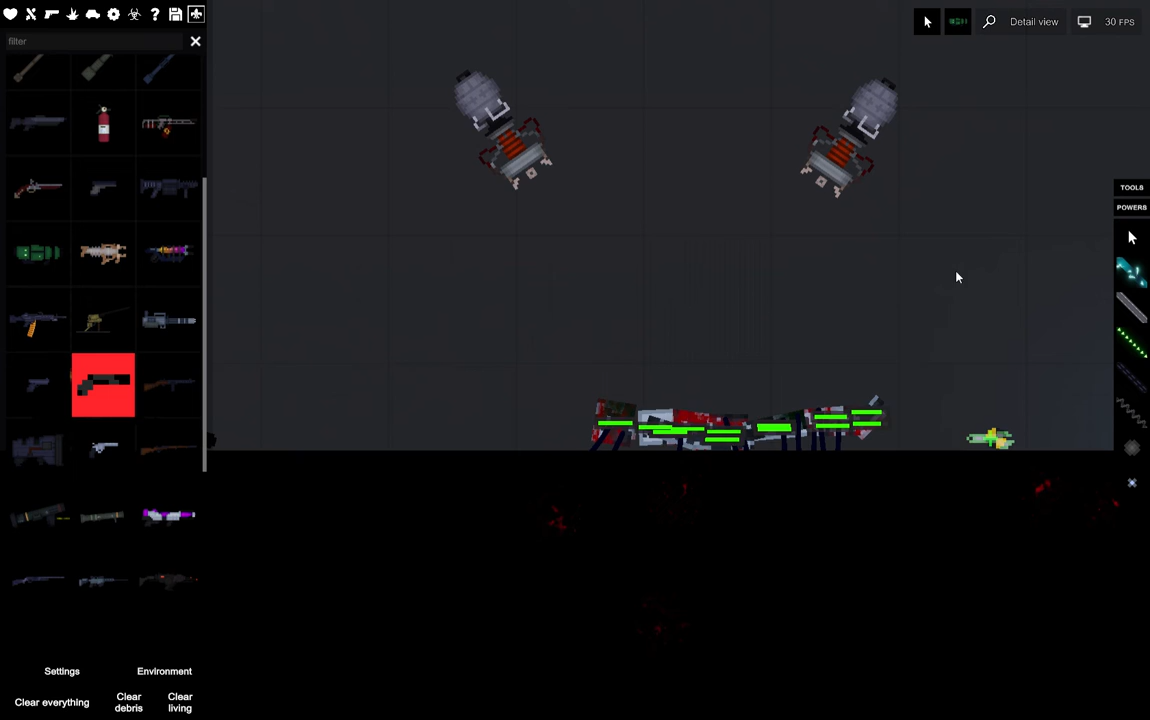 filter
Detail view
30 FPS
TOOLS
POWERS
Settings
Environment
Clear everything
Clear debris
Clear living